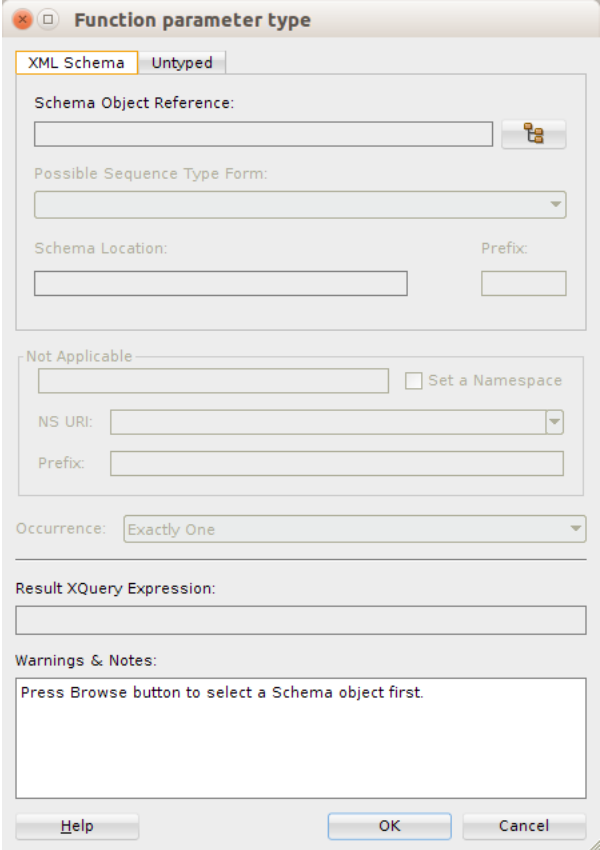 Function parameter type
XML Schema Untyped
Schema Object Reference:
Possible Sequence Type Form:
Schema Location: Prefix:
Not Applicable
Set a Namespace
NS URI:
Prefix:
Occurrence: Exactly One
Result XQuery Expression:
Warnings & Notes:
Press Browse button to select a Schema object first.
Help OK Cancel